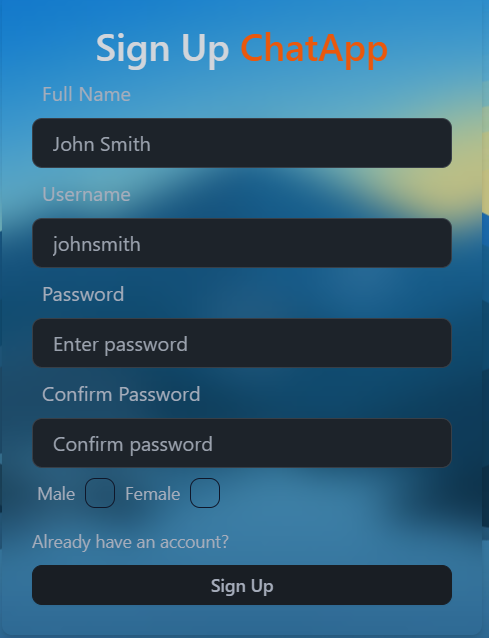 Sign Up ChatApp
Full Name
John Smith
Username
johnsmith
Password
Enter password
Confirm Password
Confirm password
Male Female
Already have an account?
Sign Up